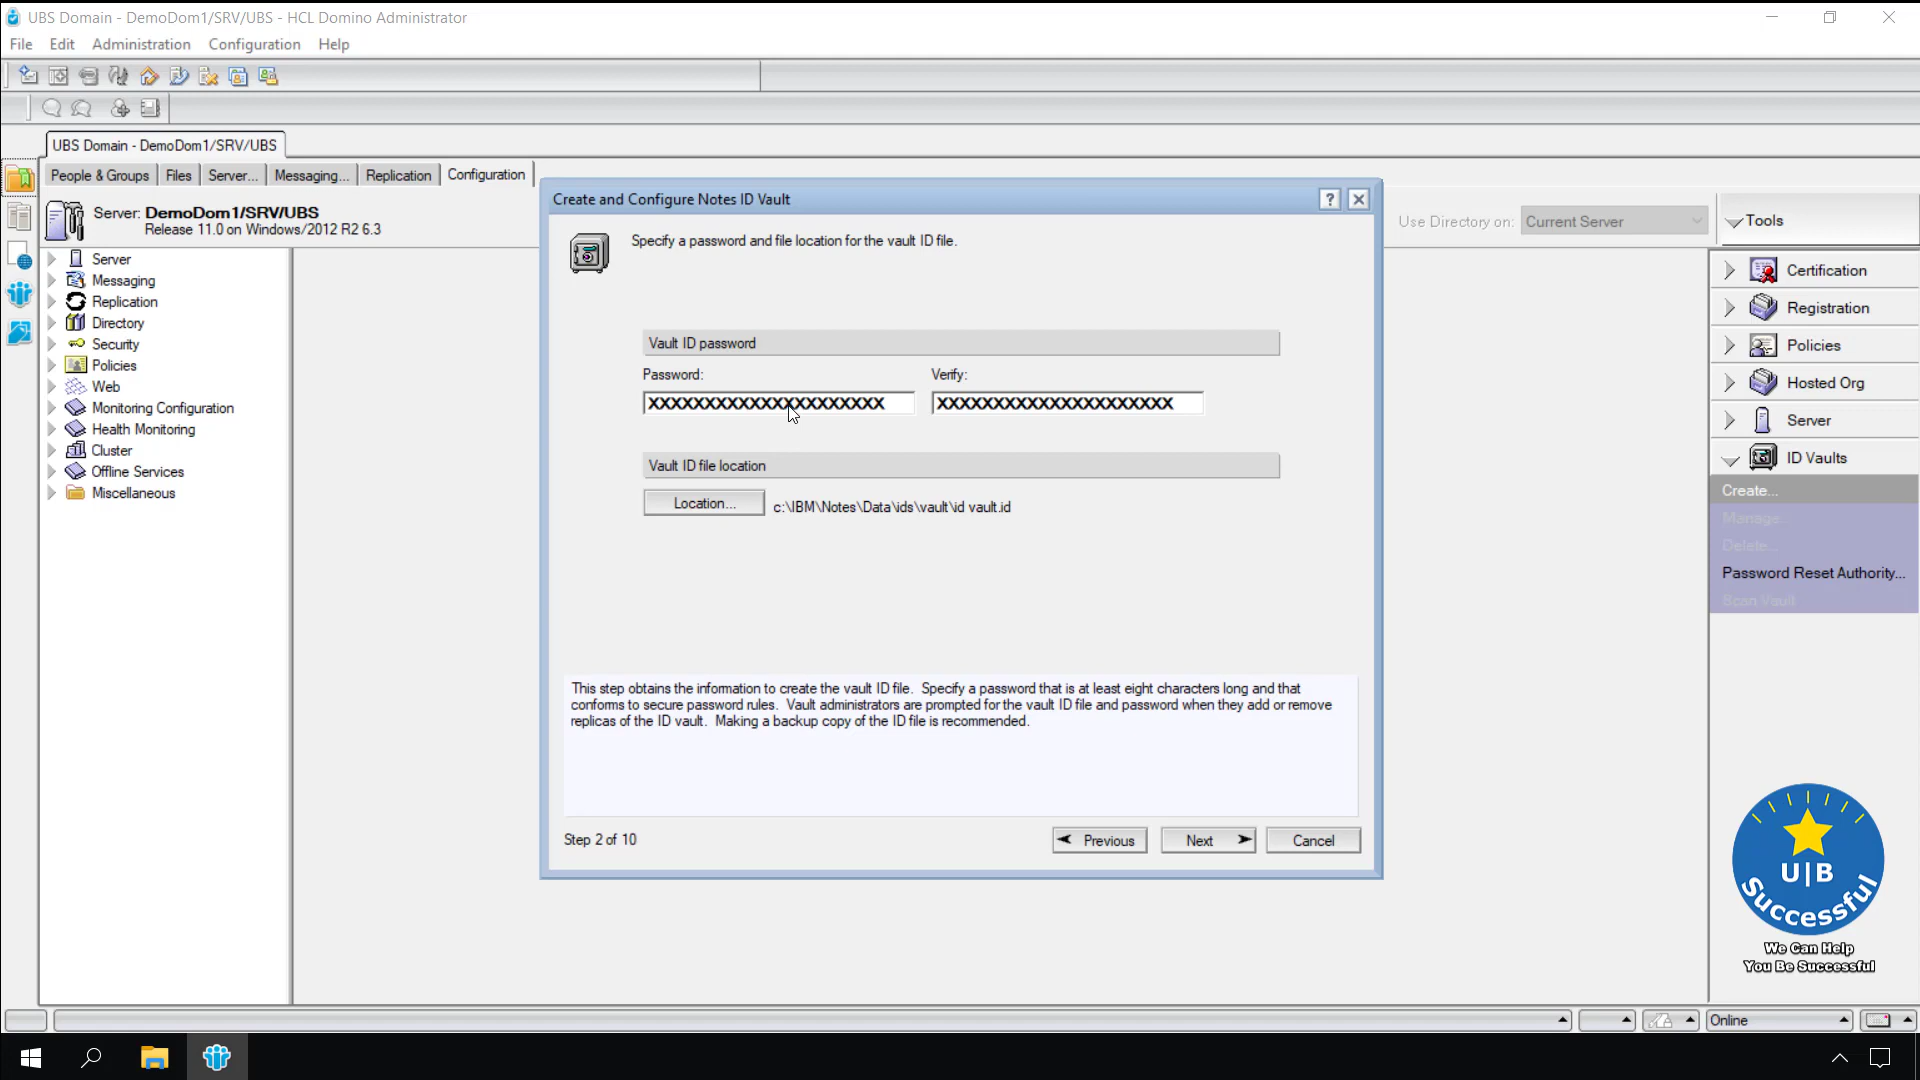 UBS Domain - DemoDom1/SRV/UBS - HCL Domino Administrator
File Edit Administration Configuration Help
UBS Domain - DemoDom1/SRV/UBS
People & Groups Files Server... Messaging... Replication Configuration
Server: DemoDom1/SRV/UBS
Release 11.0 on Windows/2012 R2 6.3
Use Directory on: Current Server
Tools
Server
Messaging
Replication
Directory
Security
Policies
Web
Monitoring Configuration
Health Monitoring
Cluster
Offline Services
Miscellaneous
Create and Configure Notes ID Vault
Specify a password and file location for the vault ID file.
Vault ID password
Password: Verify:
XXXXXXXXXXXXXXXXXXXXX XXXXXXXXXXXXXXXXXXXXX
Vault ID file location
Location... c:\IBM\Notes\Data\ids\vault\id vault.id
This step obtains the information to create the vault ID file. Specify a password that is at least eight characters long and that
conforms to secure password rules. Vault administrators are prompted for the vault ID file and password when they add or remove
replicas of the ID vault. Making a backup copy of the ID file is recommended.
Step 2 of 10
Previous Next Cancel
Certification
Registration
Policies
Hosted Org
Server
ID Vaults
Create...
Manage...
Delete...
Password Reset Authority...
Scan Vault
U|B
Successful
We Can Help
You Be Successful
Online